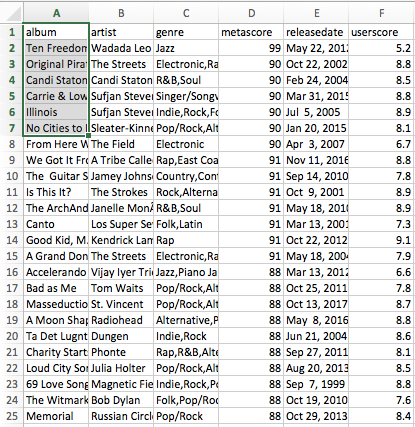 A B C D E F
1 album artist genre metascore releasedate userscore
2 Ten Freedom Wadada Leo Jazz 99 May 22, 201 5.2
3 Original Pira The Streets Electronic,Ra 90 Oct 22, 2002 8.8
4 Candi Staton Candi Staton R&B,Soul 90 Feb 24, 2004 8.5
5 Carrie & Low Sufjan Steve Singer/Songv 90 Mar 31, 201 8.8
6 Illinois Sufjan Steve Indie,Rock,Fo 90 Jul 5, 2005 8.9
7 No Cities to Sleater-Kinne Pop/Rock,Alt 90 Jan 20, 2015 8.1
8 From Here W The Field Electronic 90 Apr 3, 2007 6.7
9 We Got It Fr A Tribe Calle Rap,East Coa 91 Nov 11, 2016 8.8
10 The Guitar S Jamey Johns Country,Con 91 Sep 14, 2010 7.8
11 Is This It? The Strokes Rock,Alterna 91 Oct 9, 2001 8.9
12 The ArchAnd Janelle Mon R&B,Soul 91 May 18, 201 8.9
13 Canto Los Super Se Folk,Latin 91 Mar 13, 200 7.3
14 Good Kid, M. Kendrick Lam Rap 91 Oct 22, 2012 9.1
15 A Grand Don The Streets Electronic,Ra 91 May 18, 200 7.9
16 Accelerando Vijay Iyer Tri Jazz,Piano Ja 88 Mar 13, 201 6.6
17 Bad as Me Tom Waits Pop/Rock,Alt 88 Oct 25, 2011 7.8
18 Masseductio St. Vincent Pop/Rock,Alt 88 Oct 13, 2017 8.7
19 A Moon Shap Radiohead Alternative,P 88 May 8, 2016 8.8
20 Ta Det Lugnt Dungen Indie,Rock 88 Jun 21, 2004 8.6
21 Charity Start Phonte Rap,R&B,Alte 88 Sep 27, 2011 8.1
22 Loud City So Julia Holter Pop/Rock,Alt 88 Aug 20, 2013 8.5
23 69 Love Song Magnetic Fie Indie,Rock,Po 88 Sep 7, 1999 8.8
24 The Witmark Bob Dylan Folk,Pop/Roc 88 Oct 19, 2010 7.6
25 Memorial Russian Circl Pop/Rock 88 Oct 29, 2013 8.4